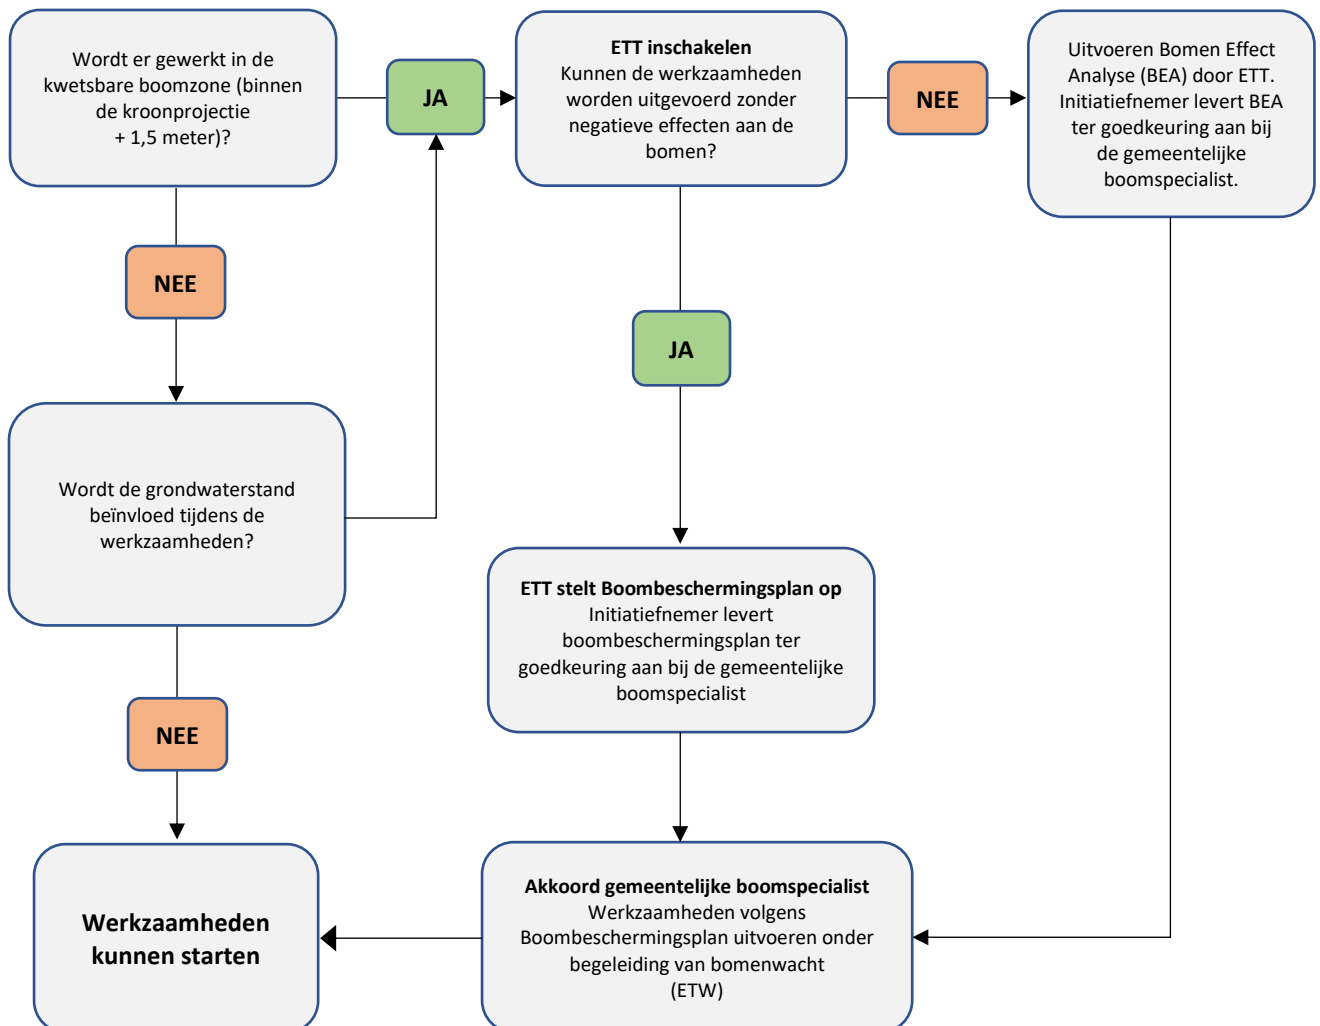 Wordt er gewerkt in de
kwetsbare boomzone (binnen
de kroonprojectie
+ 1,5 meter)?
JA
ETT inschakelen
Kunnen de werkzaamheden
worden uitgevoerd zonder
negatieve effecten aan de
bomen?
NEE
Uitvoeren Bomen Effect
Analyse (BEA) door ETT.
Initiatiefnemer levert BEA
ter goedkeuring aan bij
de gemeentelijke
boomspecialist.
NEE
JA
Wordt de grondwaterstand
beïnvloed tijdens de
werkzaamheden?
ETT stelt Boombeschermingsplan op
Initiatiefnemer levert
boombeschermingsplan ter
goedkeuring aan bij de gemeentelijke
boomspecialist
NEE
Werkzaamheden
kunnen starten
Akkoord gemeentelijke boomspecialist
Werkzaamheden volgens
Boombeschermingsplan uitvoeren onder
begeleiding van bomenwacht
(ETW)